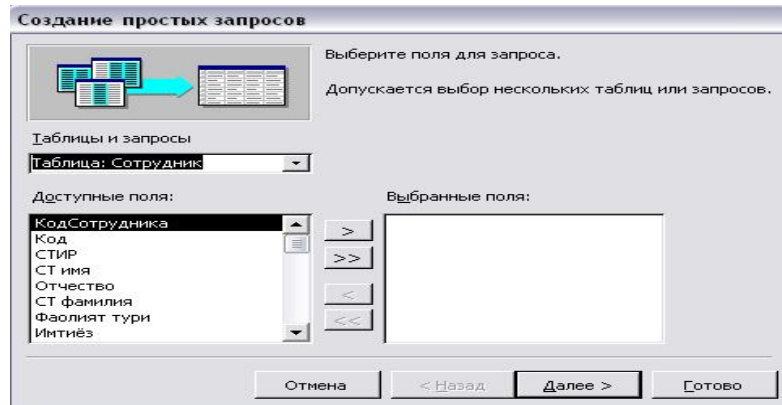 Создание простых запросов
Выберите поля для запроса.
Допускается выбор нескольких таблиц или запросов.
Таблицы и запросы
Таблица: Сотрудник
Доступные поля:
Выбранные поля:
КодСотрудника
Код
СТИР
СТ имя
Отчество
СТ фамилия
Фаолият тури
Имтиёз
>
>>
<
<<
Отмена
< Назад
Далее >
Готово